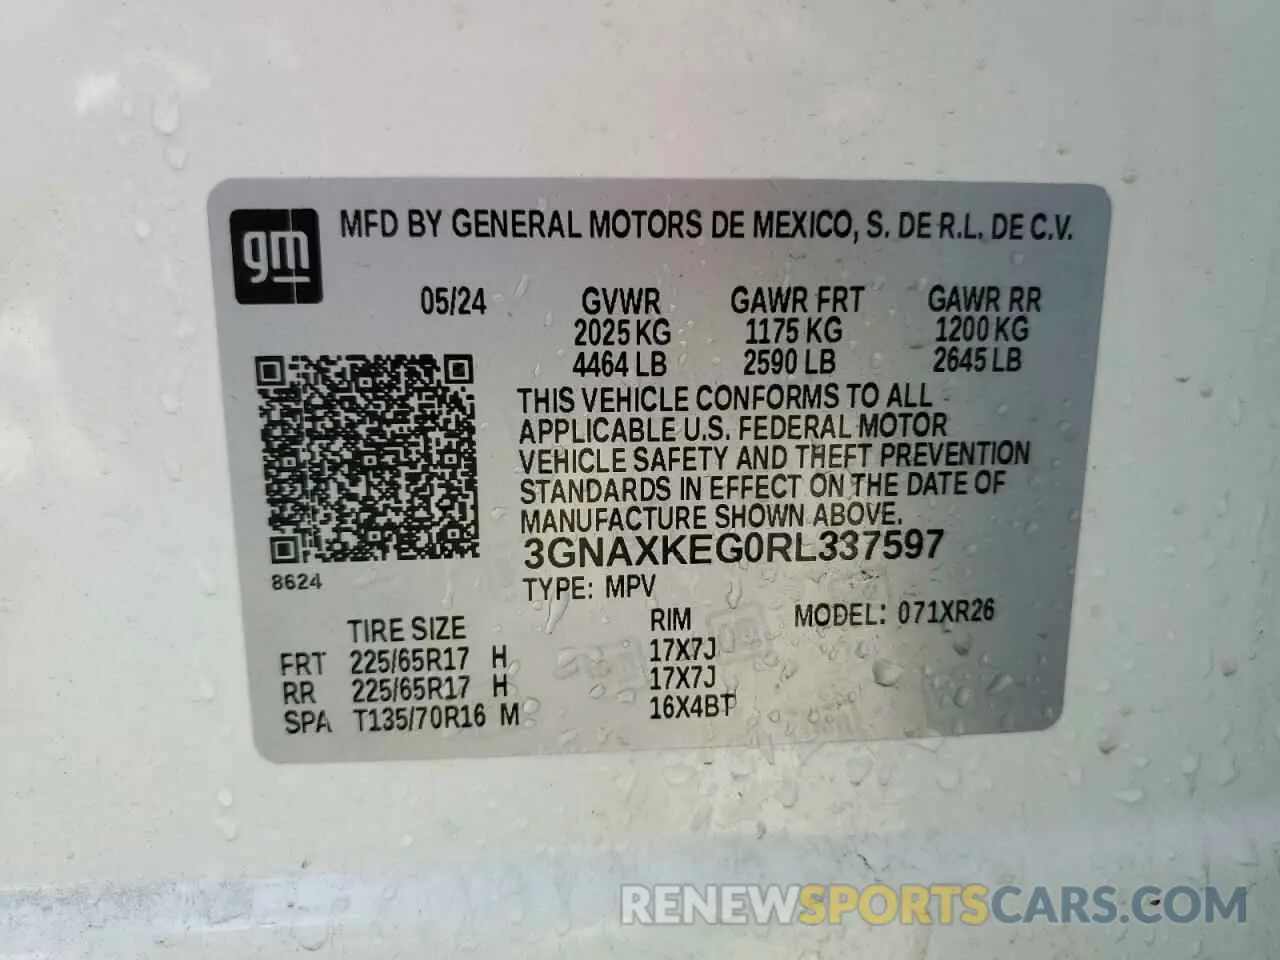 gm
MFD BY GENERAL MOTORS DE MEXICO, S. DE R.L. DE C.V.
05/24 GVWR GAWR FRT GAWR RR
2025 KG 1175 KG 1200 KG
4464 LB 2590 LB 2645 LB
THIS VEHICLE CONFORMS TO ALL
APPLICABLE U.S. FEDERAL MOTOR
VEHICLE SAFETY AND THEFT PREVENTION
STANDARDS IN EFFECT ON THE DATE OF
MANUFACTURE SHOWN ABOVE.
3GNAXKEG0RL337597
8624
TYPE: MPV
TIRE SIZE RIM MODEL: 071XR26
FRT 225/65R17 H 17X7J
RR 225/65R17 H 17X7J
SPA T135/70R16 M 16X4BT
RENEWSPORTSCARS.COM